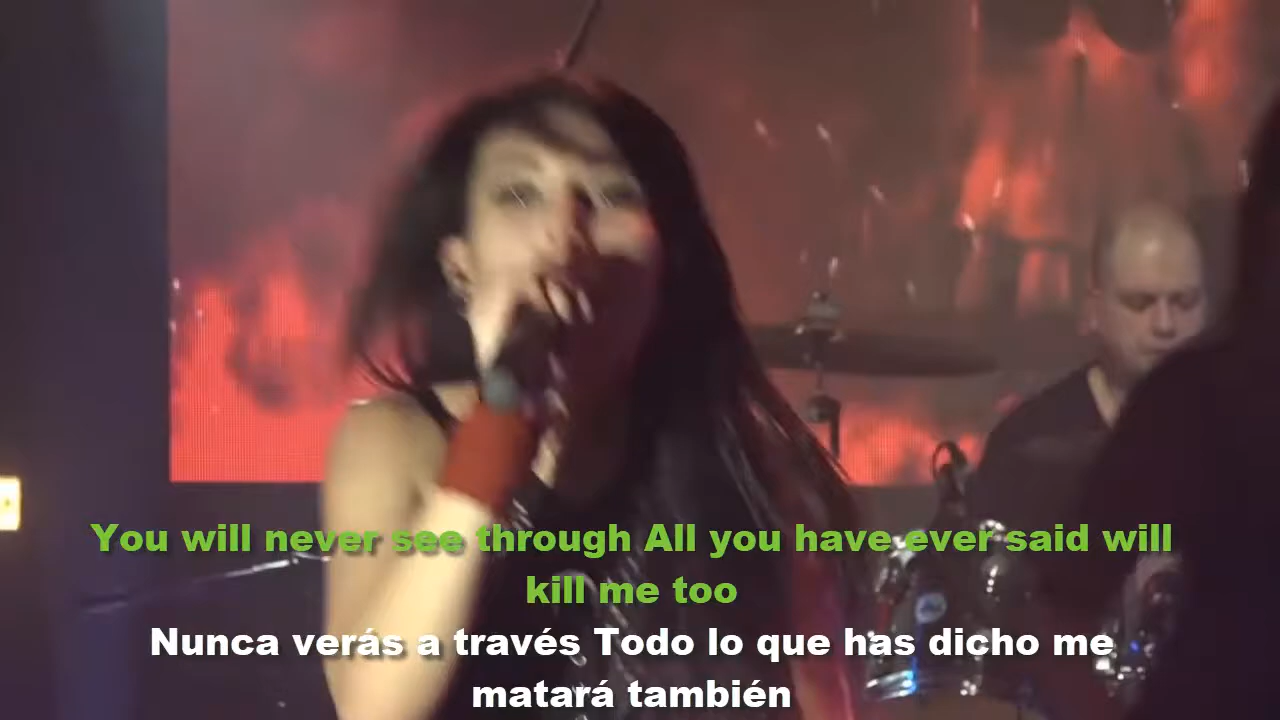 You will never see through All you have ever said will
kill me too
Nunca verás a través Todo lo que has dicho me
matará también